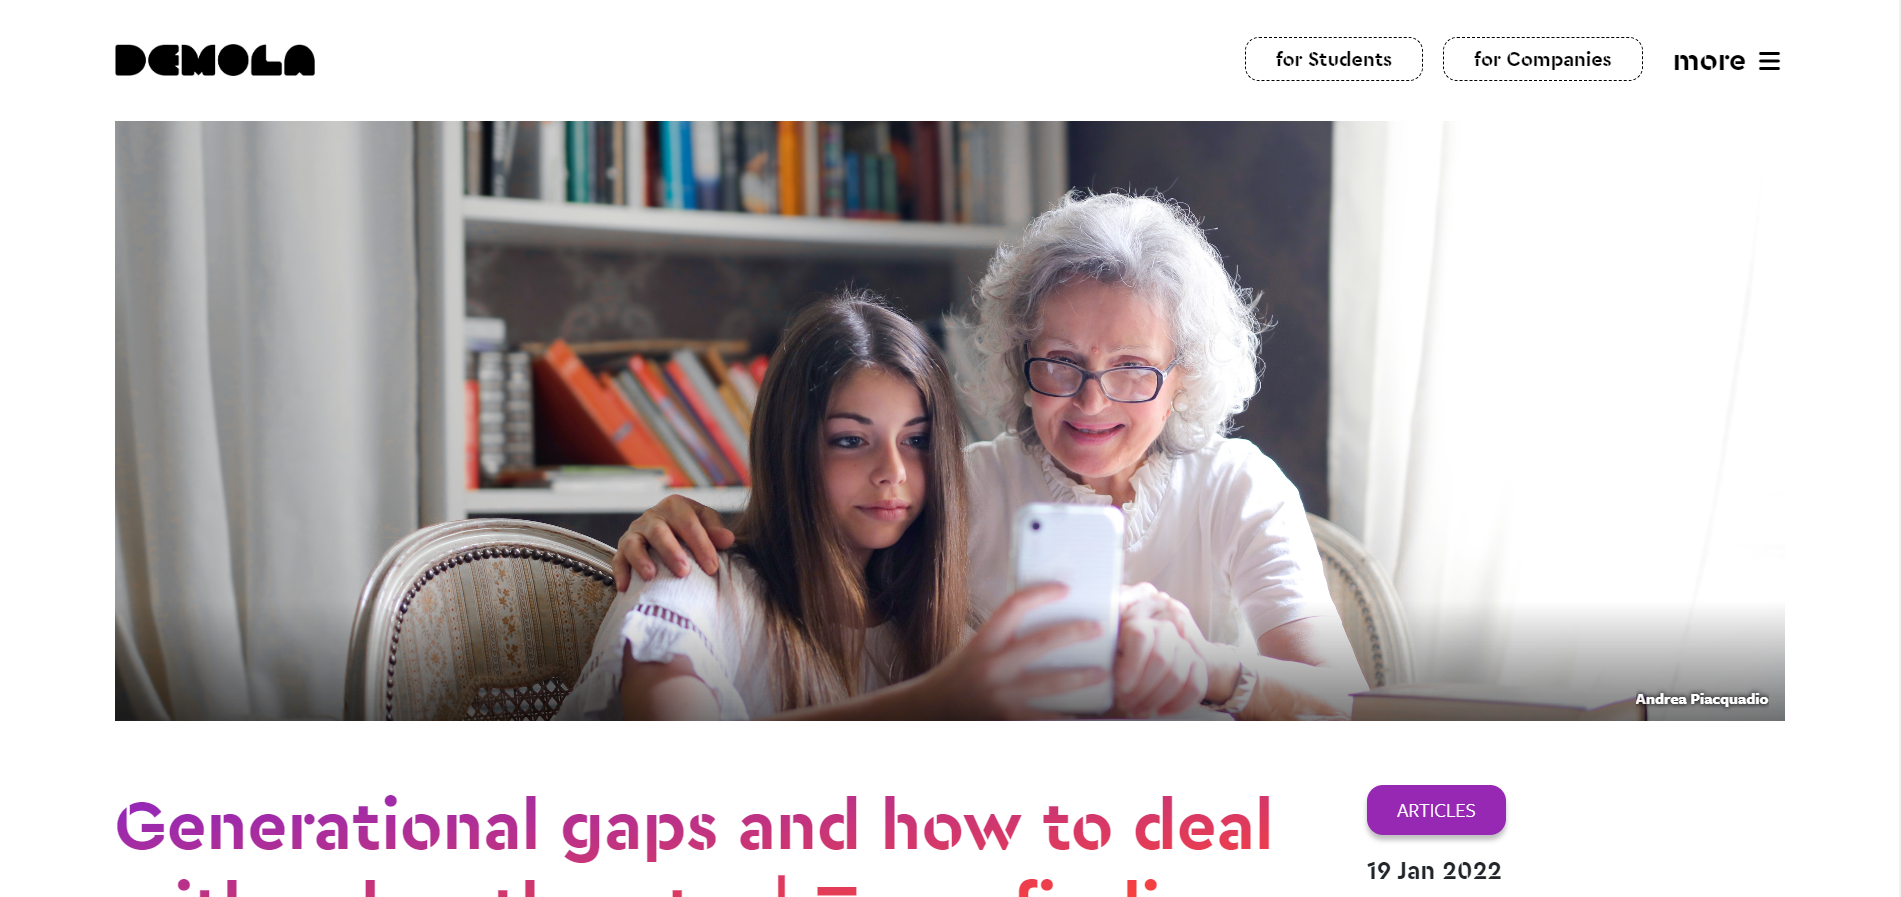 DEMOLA
for Students
for Companies
more
Andrea Piacquadio
Generational gaps and how to deal
ARTICLES
19 Jan 2022